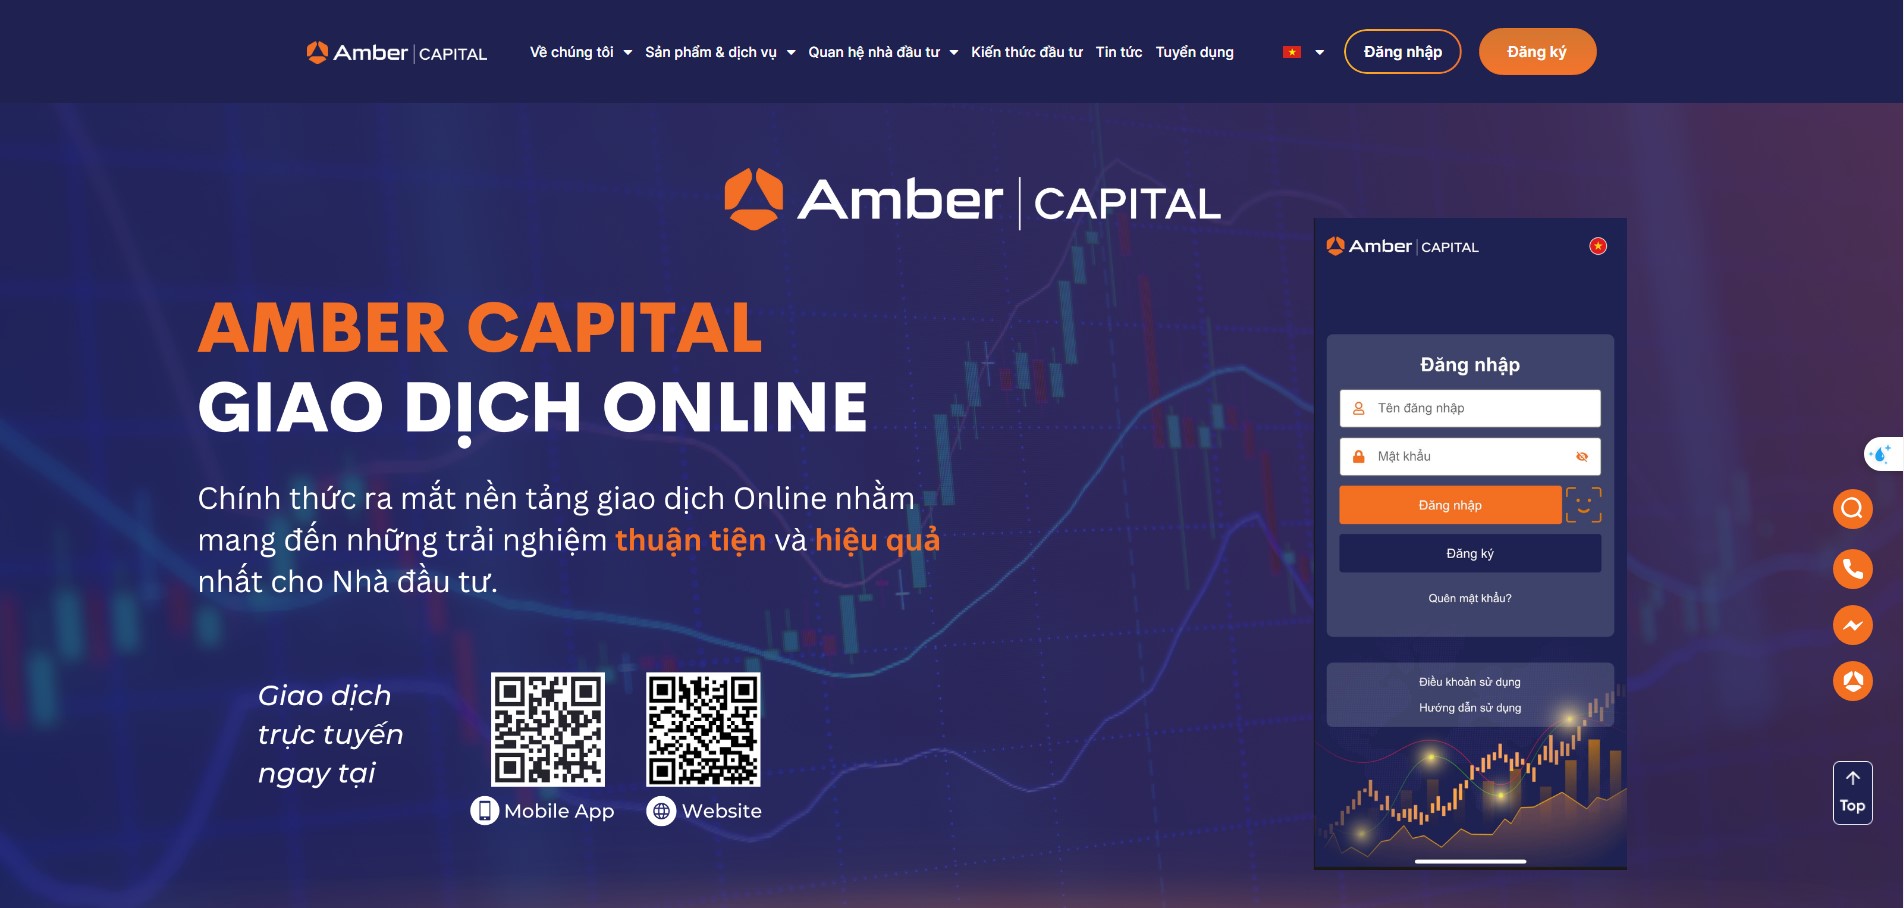 Amber | CAPITAL
Về chúng tôi
Sản phẩm & dịch vụ
Quan hệ nhà đầu tư
Kiến thức đầu tư
Tin tức
Tuyển dụng
Đăng nhập
Đăng ký
Amber | CAPITAL
AMBER CAPITAL
GIAO DỊCH ONLINE
Chính thức ra mắt nền tảng giao dịch Online nhằm
mang đến những trải nghiệm thuận tiện và hiệu quả
nhất cho Nhà đầu tư.
Giao dịch
trực tuyến
ngay tại
Mobile App
Website
Amber | CAPITAL
Đăng nhập
Tên đăng nhập
Mật khẩu
Đăng nhập
Đăng ký
Quên mật khẩu?
Điều khoản sử dụng
Hướng dẫn sử dụng
Top